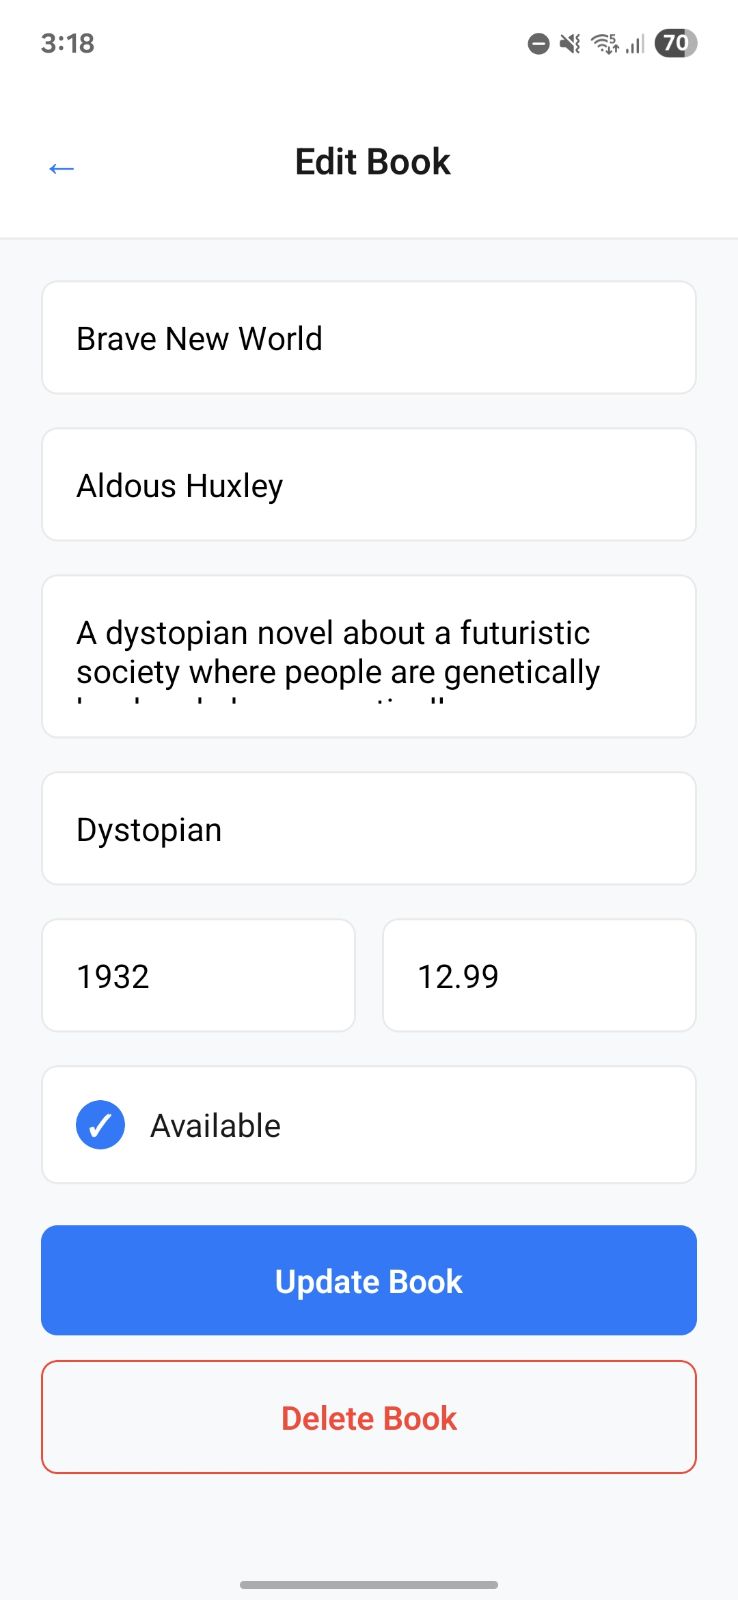 3:18
5
70
←
Edit Book
Brave New World
Aldous Huxley
A dystopian novel about a futuristic
society where people are genetically
Dystopian
1932
12.99
✓ Available
Update Book
Delete Book